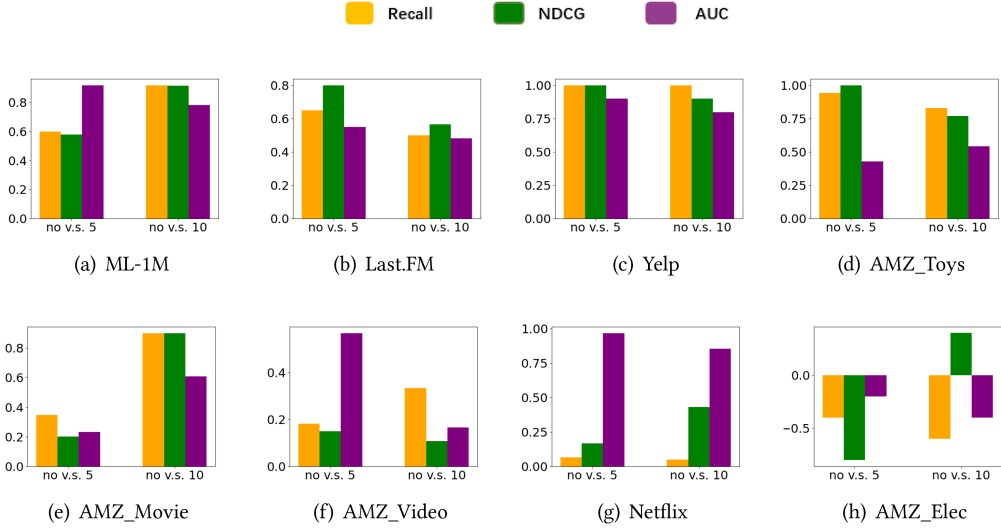 Recall NDCG AUC
0.8
0.6
0.4
0.2
0.0
no v.s. 5 no v.s. 10
(a) ML-1M
0.8
0.6
0.4
0.2
0.0
no v.s. 5 no v.s. 10
(b) Last.FM
1.00
0.75
0.50
0.25
0.00
no v.s. 5 no v.s. 10
(c) Yelp
1.00
0.75
0.50
0.25
0.00
no v.s. 5 no v.s. 10
(d) AMZ_Toys
0.8
0.6
0.4
0.2
0.0
no v.s. 5 no v.s. 10
(e) AMZ_Movie
0.4
0.2
0.0
no v.s. 5 no v.s. 10
(f) AMZ_Video
1.00
0.75
0.50
0.25
0.00
no v.s. 5 no v.s. 10
(g) Netflix
0.0
−0.5
no v.s. 5 no v.s. 10
(h) AMZ_Elec